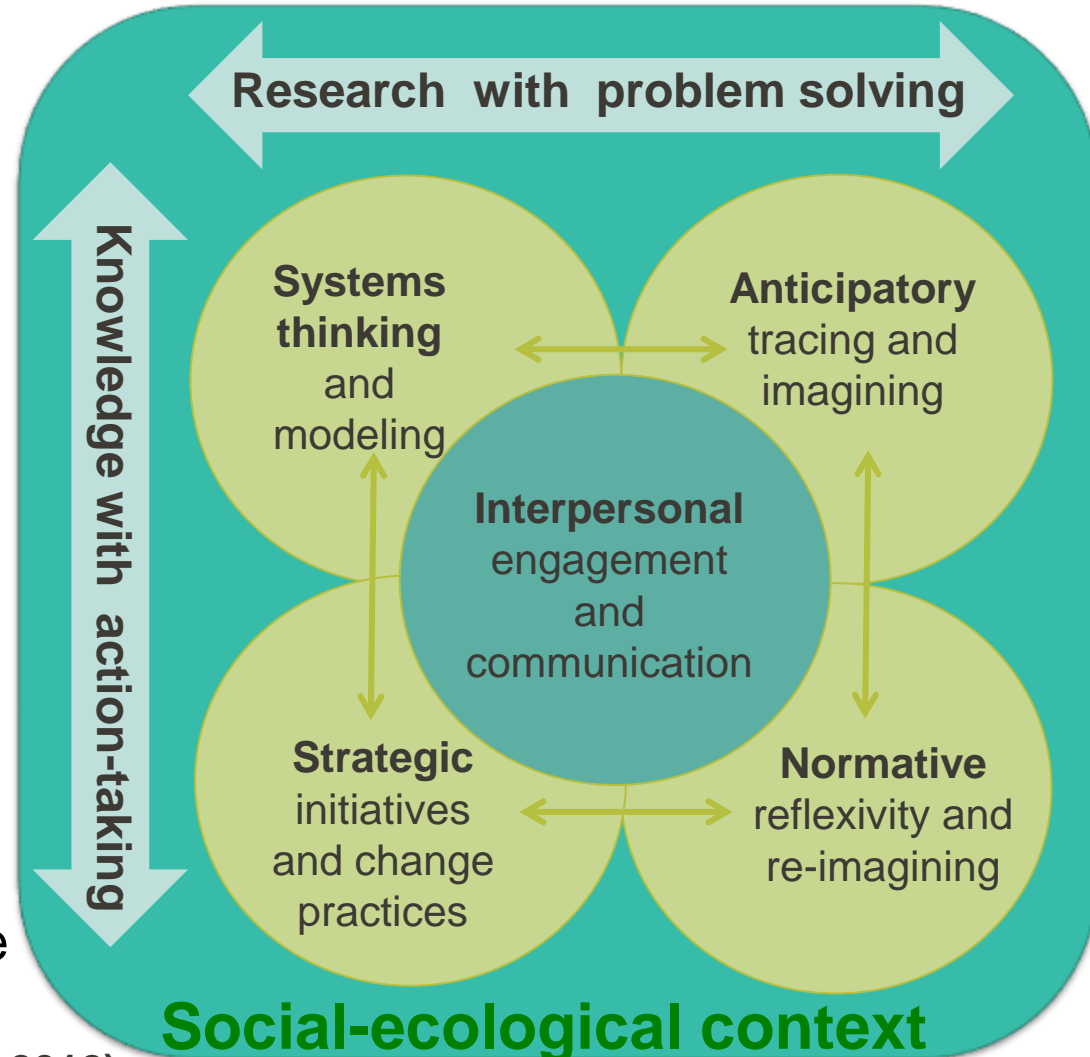 Research with problem solving
Knowledge with action-taking
Systems
thinking
and
modeling
Anticipatory
tracing and
imagining
Interpersonal
engagement
and
communication
Strategic
initiatives
and change
practices
Normative
reflexivity and
re-imagining
Social-ecological context